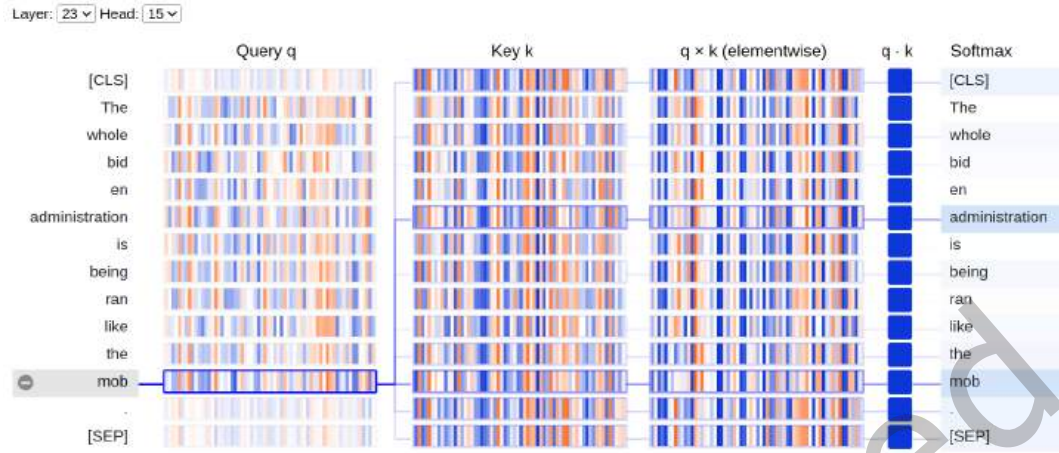 Layer: 23 Head: 15
Query q Key k q × k (elementwise) q · k Softmax
[CLS] [CLS]
The The
whole whole
bid bid
en en
administration administration
is is
being being
ran ran
like like
the the
mob mob
. .
[SEP] [SEP]